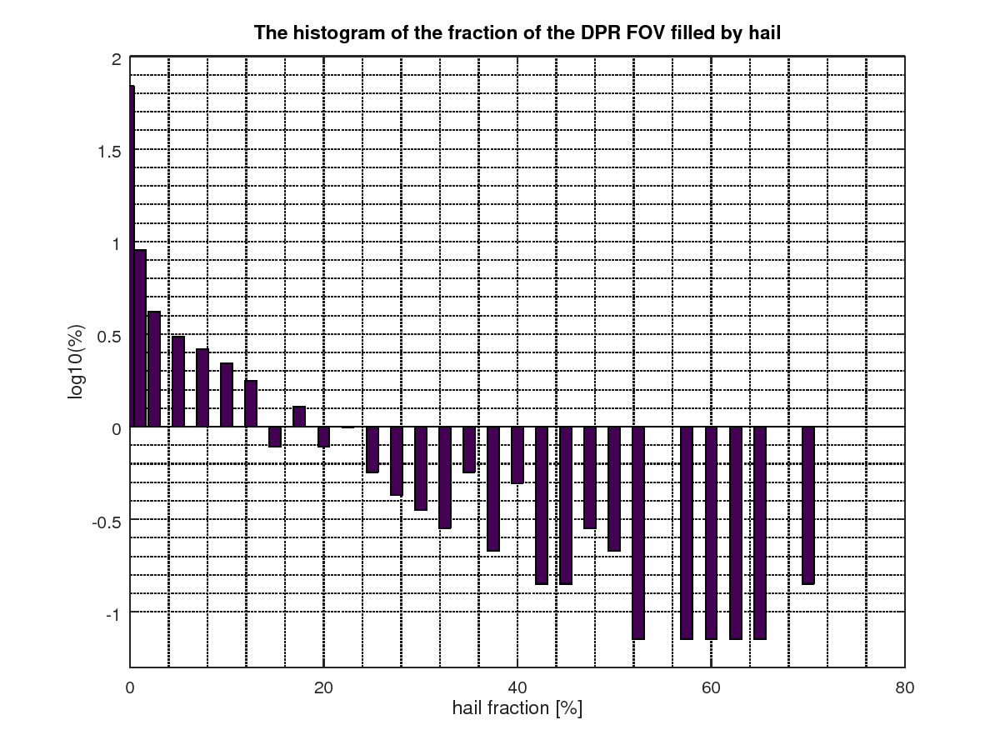 The histogram of the fraction of the DPR FOV filled by hail
2
1.5
1
0.5
0
-0.5
-1
log10(%)
0 20 40 60 80
hail fraction [%]